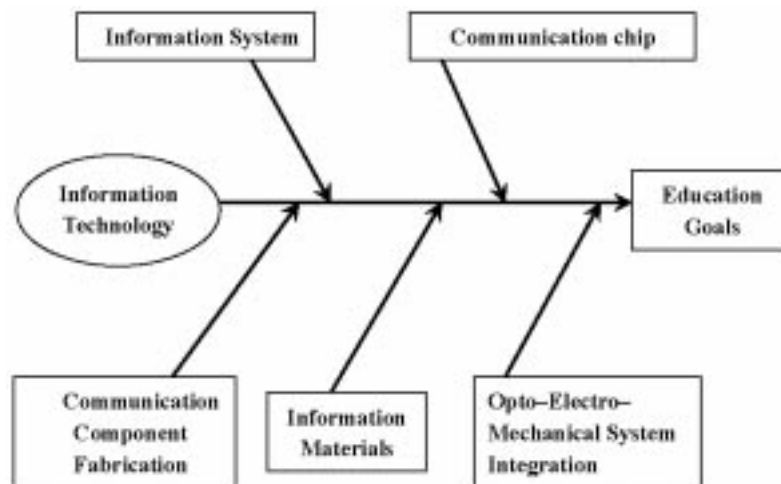 Information System
Communication chip
Information
Technology
Education
Goals
Communication
Component
Fabrication
Information
Materials
Opto–Electro–
Mechanical System
Integration